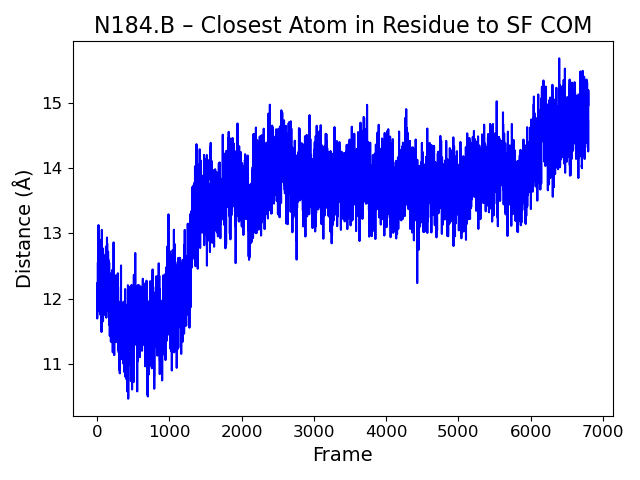 N184.B – Closest Atom in Residue to SF COM
15
14
13
12
11
Distance (Å)
0 1000 2000 3000 4000 5000 6000 7000
Frame